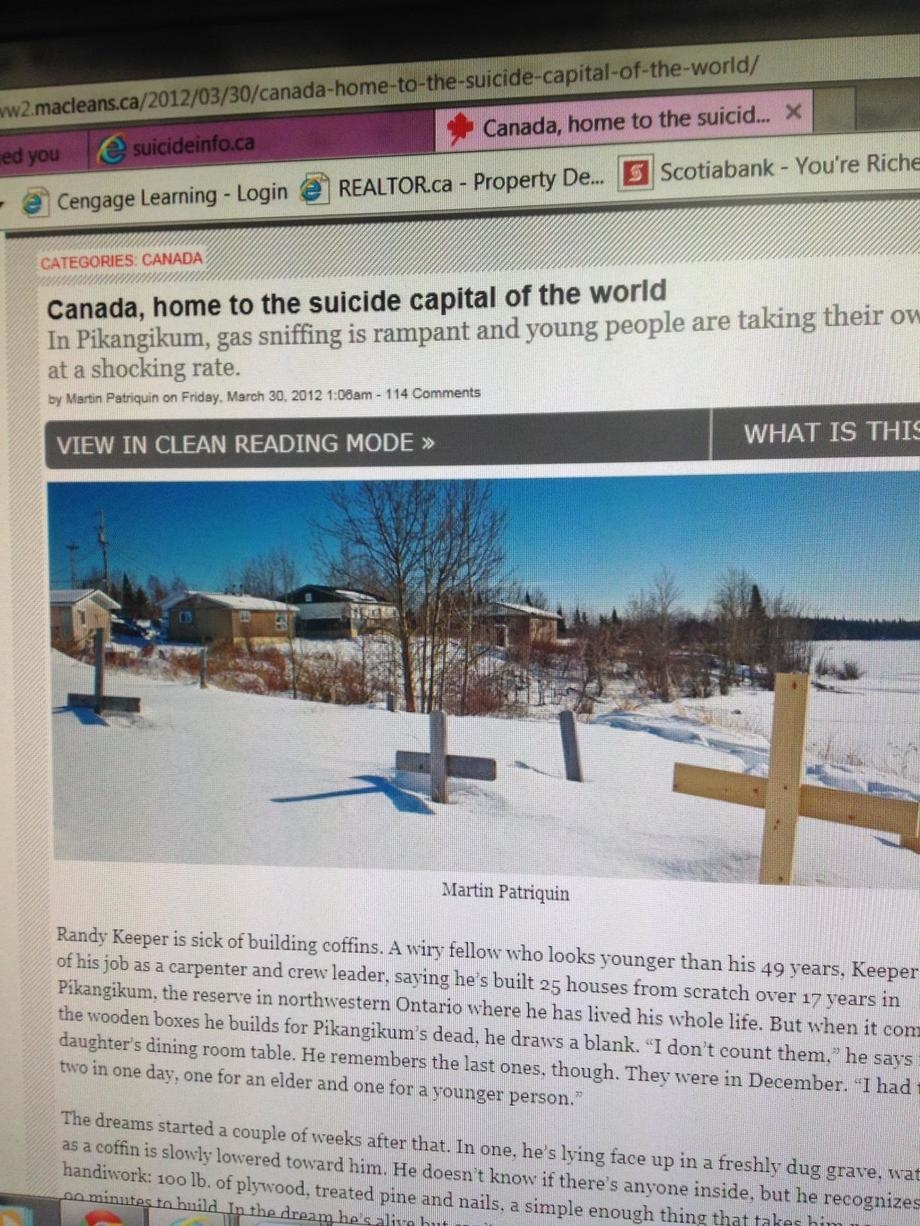 ww2.macleans.ca/2012/03/30/canada-home-to-the-suicide-capital-of-the-world/
ed you suicideinfo.ca Canada, home to the suicid... ×
Cengage Learning - Login REALTOR.ca - Property De... Scotiabank - You're Riche
CATEGORIES: CANADA
Canada, home to the suicide capital of the world
In Pikangikum, gas sniffing is rampant and young people are taking their ow
at a shocking rate.
by Martin Patriquin on Friday, March 30, 2012 1:06am - 114 Comments
VIEW IN CLEAN READING MODE » WHAT IS THIS
Martin Patriquin
Randy Keeper is sick of building coffins. A wiry fellow who looks younger than his 49 years, Keeper
of his job as a carpenter and crew leader, saying he's built 25 houses from scratch over 17 years in
Pikangikum, the reserve in northwestern Ontario where he has lived his whole life. But when it com
the wooden boxes he builds for Pikangikum's dead, he draws a blank. “I don't count them,” he says
daughter's dining room table. He remembers the last ones, though. They were in December. “I had t
two in one day, one for an elder and one for a younger person.”
The dreams started a couple of weeks after that. In one, he's lying face up in a freshly dug grave, wat
as a coffin is slowly lowered toward him. He doesn't know if there's anyone inside, but he recognizes
handiwork: 100 lb. of plywood, treated pine and nails, a simple enough thing that takes him
90 minutes to build. In the dream he's alive but